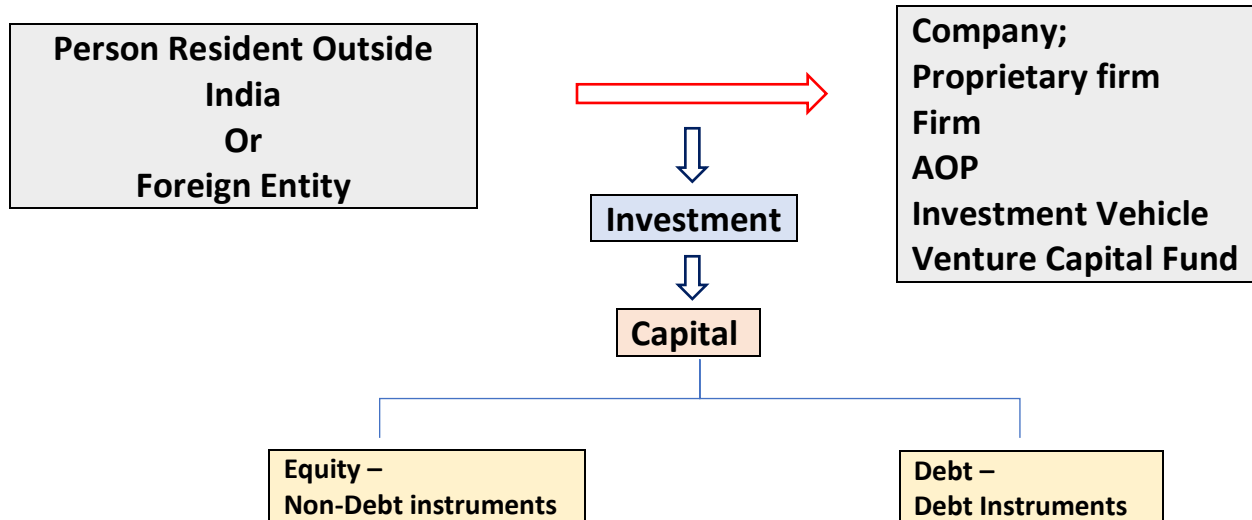 Person Resident Outside
India
Or
Foreign Entity
Company;
Proprietary firm
Firm
AOP
Investment Vehicle
Venture Capital Fund
Investment
Capital
Equity –
Non-Debt instruments
Debt –
Debt Instruments